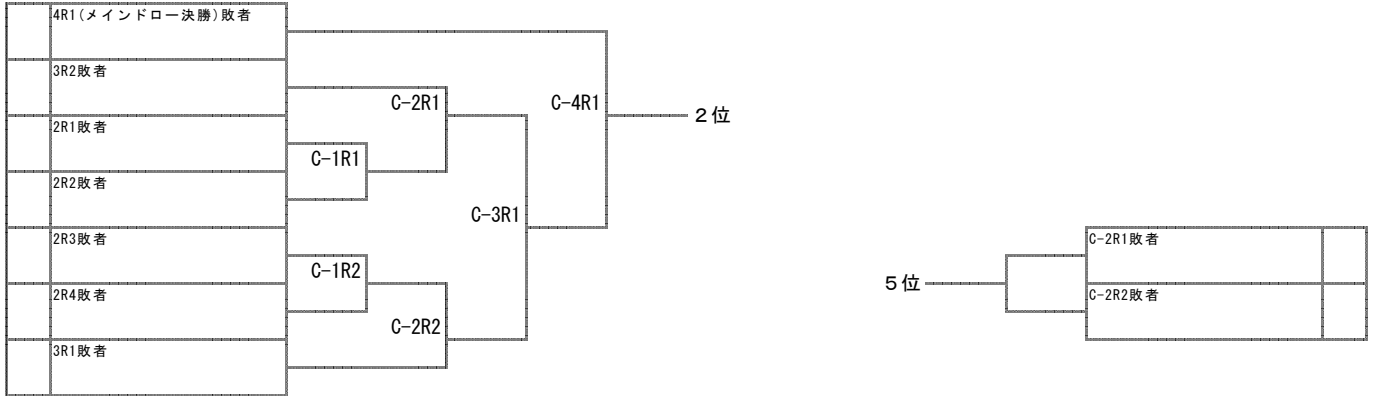 4R1(メインドロー決勝)敗者
3R2敗者
C-2R1
C-4R1
2位
2R1敗者
C-1R1
2R2敗者
C-3R1
2R3敗者
C-1R2
2R4敗者
C-2R2
3R1敗者
C-2R1敗者
5位
C-2R2敗者